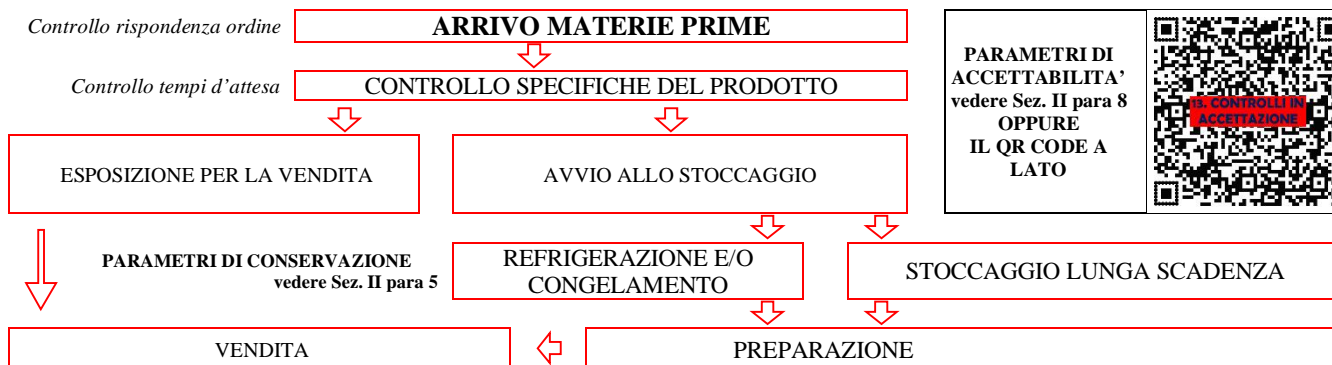 Controllo rispondenza ordine
ARRIVO MATERIE PRIME
Controllo tempi d'attesa
CONTROLLO SPECIFICHE DEL PRODOTTO
PARAMETRI DI
ACCETTABILITA'
vedere Sez. II para 8
OPPURE
IL QR CODE A
LATO
13. CONTROLLI IN
ACCETTAZIONE
ESPOSIZIONE PER LA VENDITA
AVVIO ALLO STOCCAGGIO
PARAMETRI DI CONSERVAZIONE
vedere Sez. II para 5
REFRIGERAZIONE E/O
CONGELAMENTO
STOCCAGGIO LUNGA SCADENZA
VENDITA
PREPARAZIONE